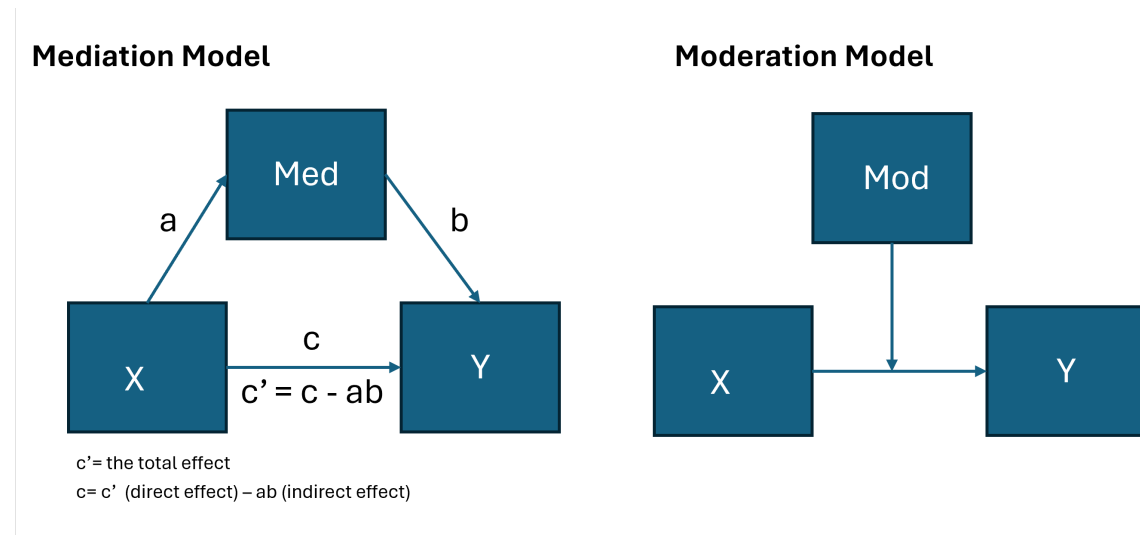 Mediation Model
Moderation Model
Med
Mod
a
b
c
X
c’ = c - ab
Y
X
Y
c’= the total effect
c= c’ (direct effect) – ab (indirect effect)